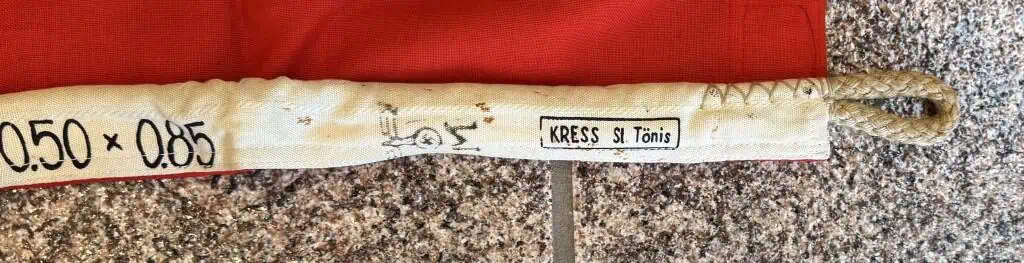 0.50 × 0.85
KRESS St. Tönis